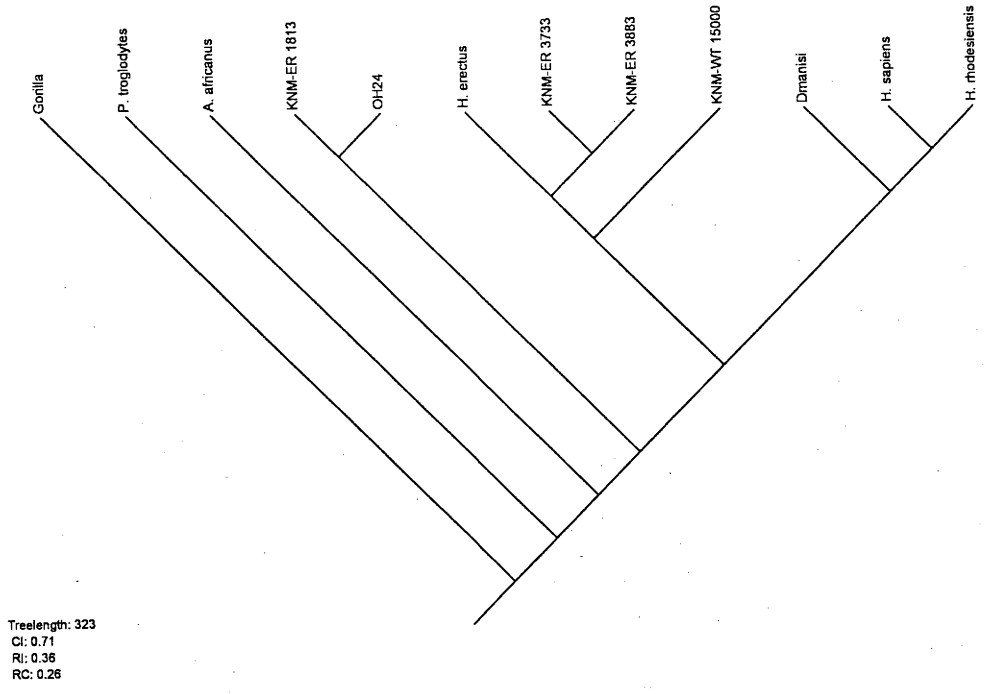 Gorilla
P. troglodytes
A. africanus
KNM-ER 1813
OH24
H. erectus
KNM-ER 3733
KNM-ER 3883
KNM-WT 15000
Dmanisi
H. sapiens
H. rhodesiensis
Treelength: 323
CI: 0.71
RI: 0.36
RC: 0.26